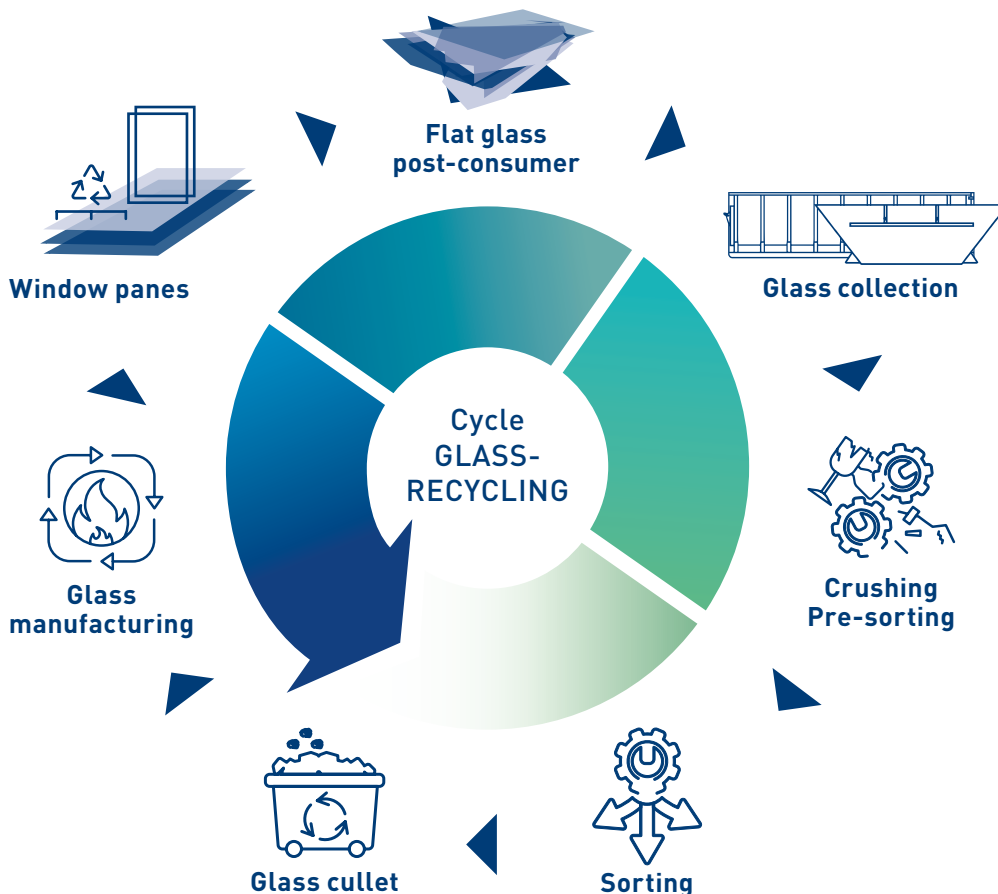 Flat glass
post-consumer
Window panes
Glass collection
Cycle
GLASS-
RECYCLING
Glass
manufacturing
Crushing
Pre-sorting
Glass cullet
Sorting